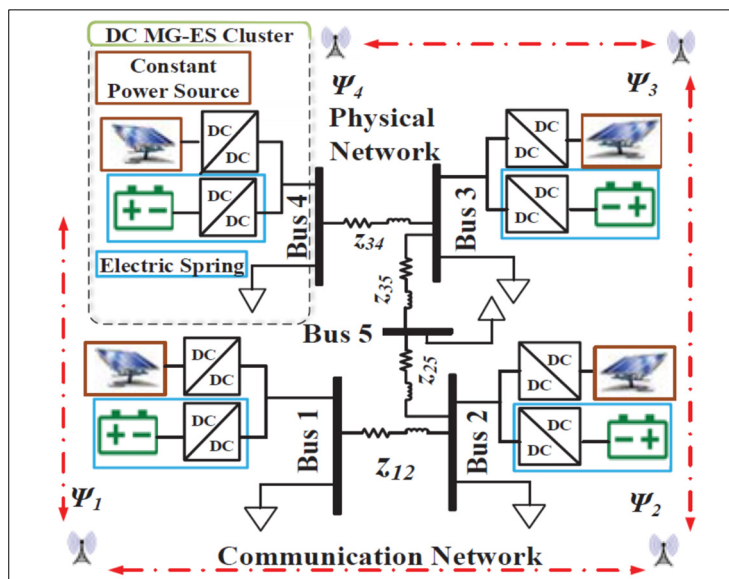 DC MG-ES Cluster
Constant
Power Source
DC
DC
DC
DC
Electric Spring
Bus 4
Ψ4
Physical
Network
z34
Bus 3
Ψ3
DC
DC
DC
DC
z35
Bus 5
z25
DC
DC
DC
DC
Bus 1
z12
Bus 2
DC
DC
DC
DC
Ψ1
Ψ2
Communication Network